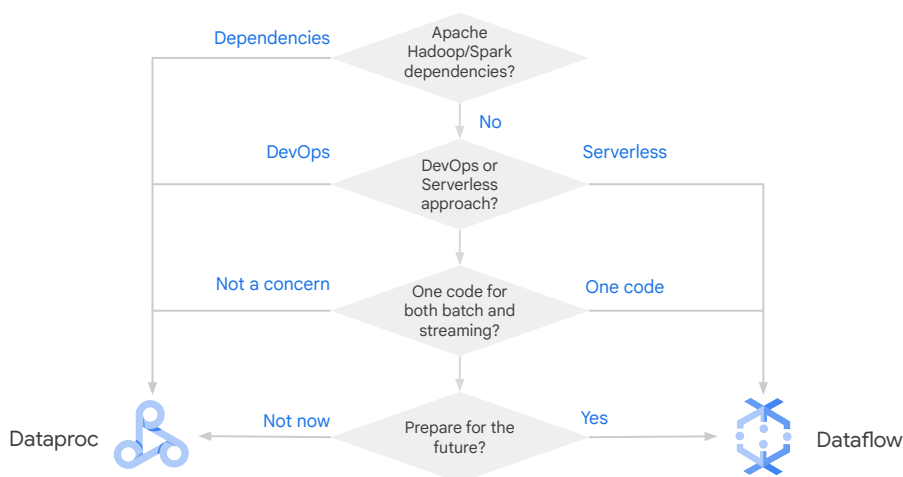 Dependencies
Apache
Hadoop/Spark
dependencies?
No
DevOps
DevOps or
Serverless
approach?
Serverless
Not a concern
One code for
both batch and
streaming?
One code
Dataproc
Not now
Prepare for the
future?
Yes
Dataflow